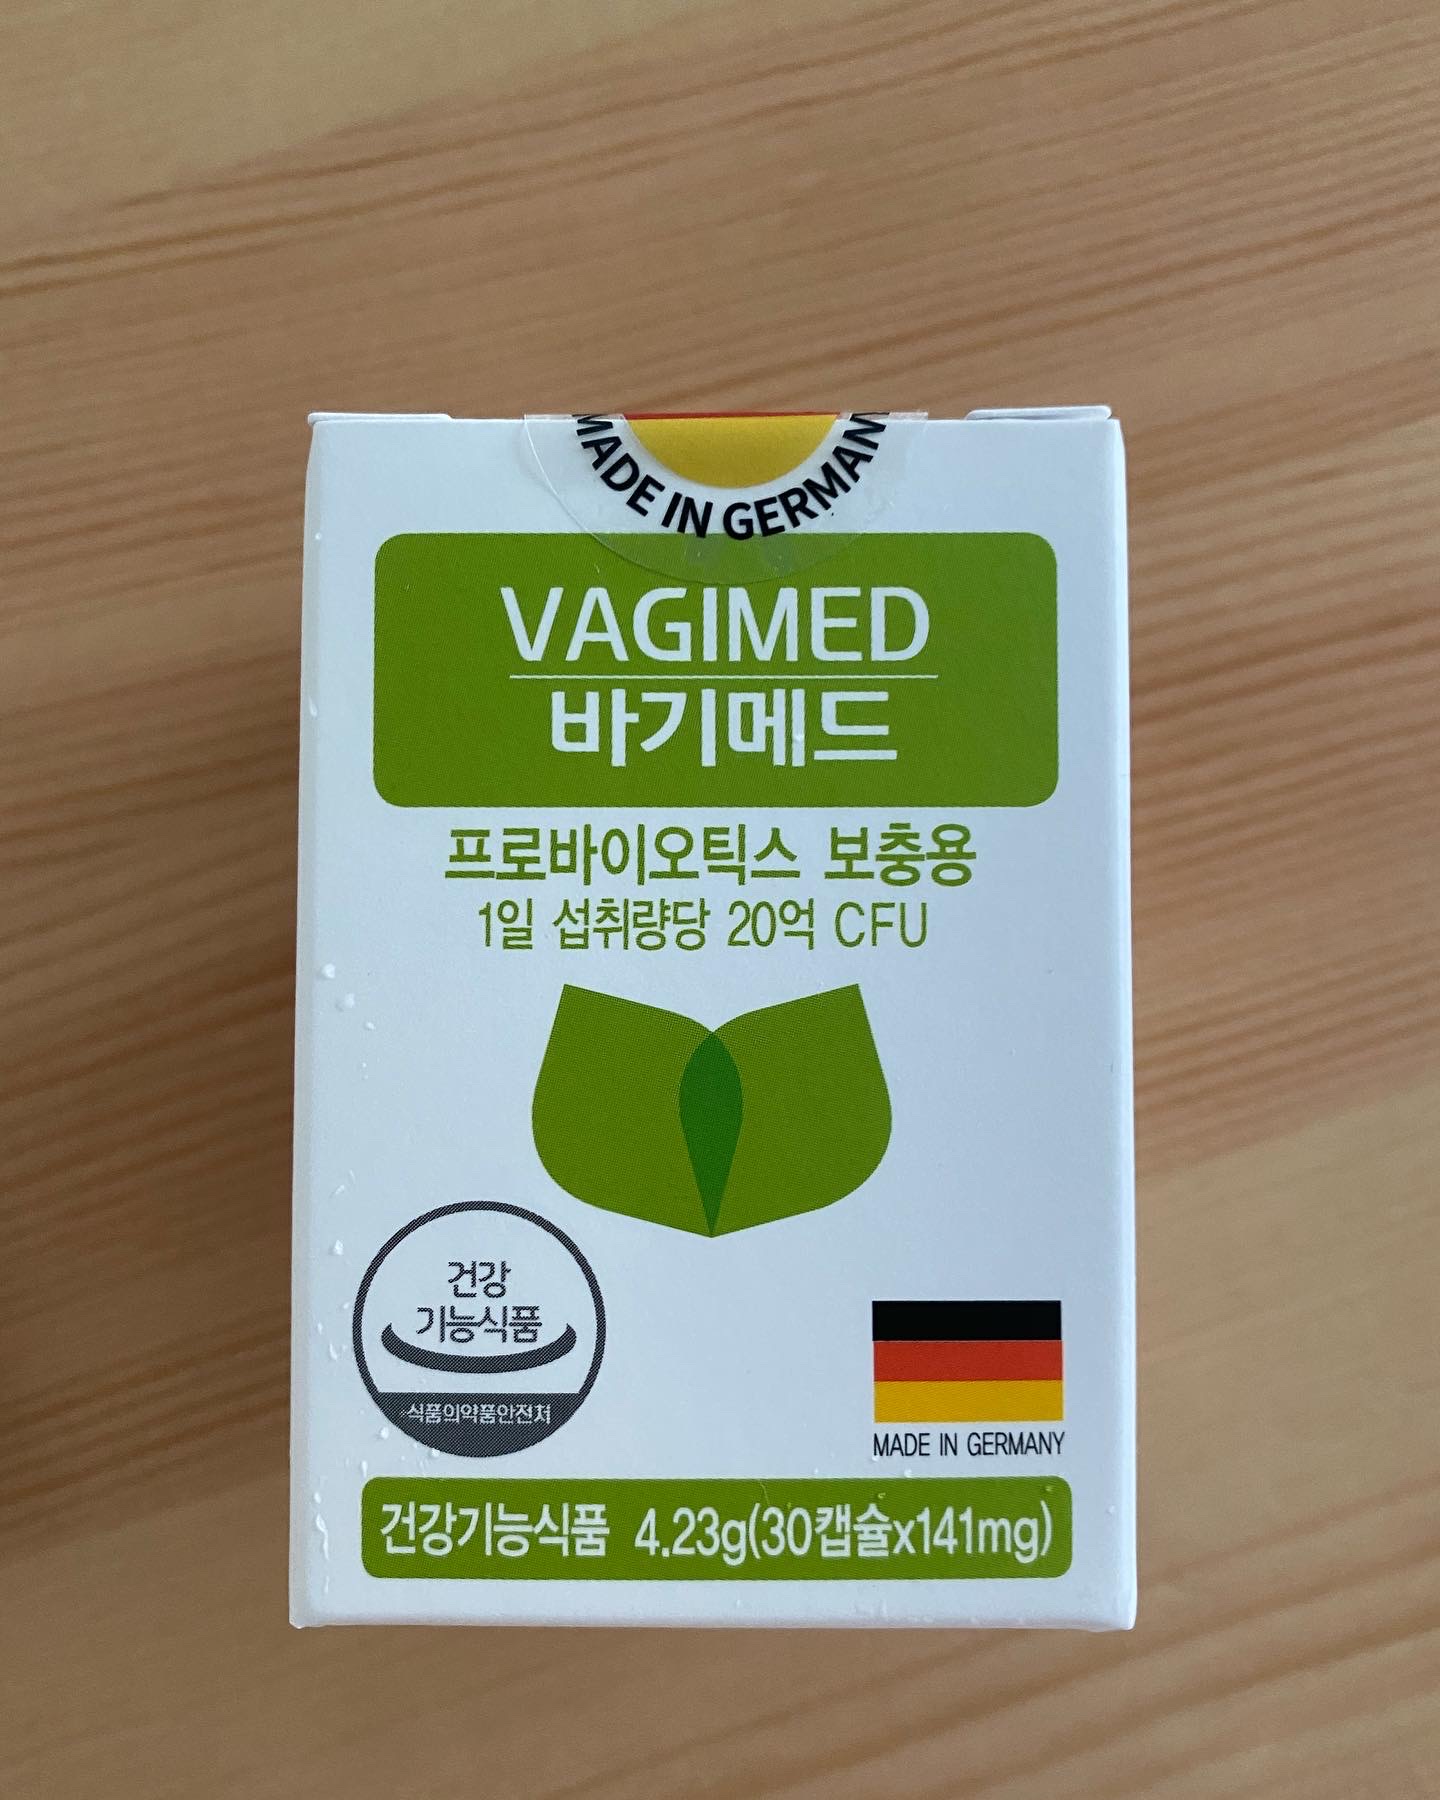 MADE IN GERMANY
VAGIMED
바기메드
프로바이오틱스 보충용
1일 섭취량당 20억 CFU
건강
기능식품
식품의약품안전처
MADE IN GERMANY
건강기능식품 4.23g(30캡슐x141mg)